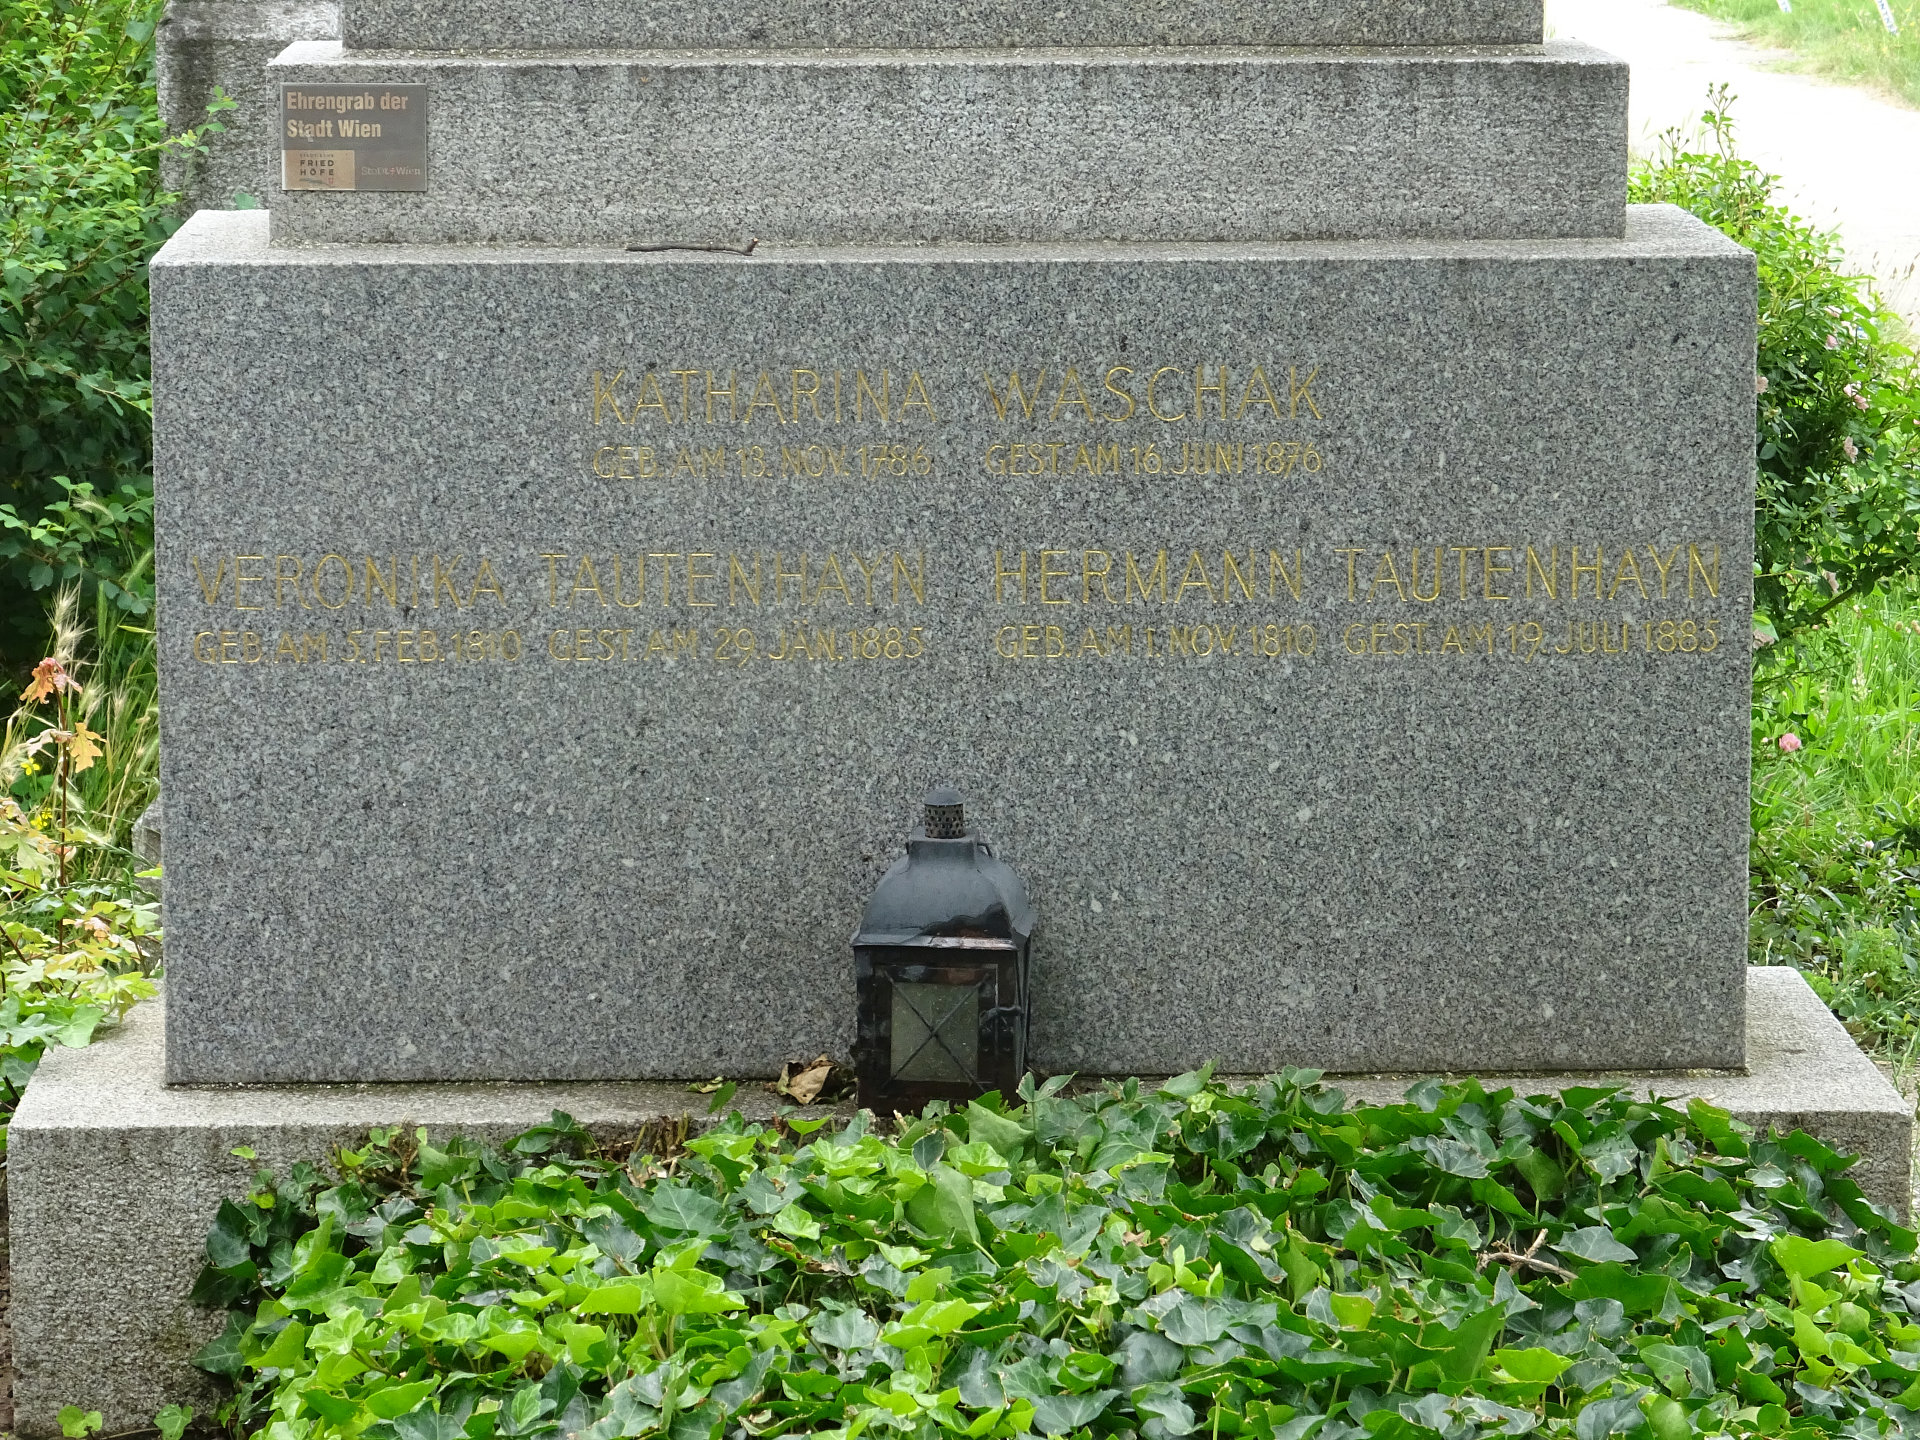 Ehrengrab der
Stadt Wien
FRIED
HÖFE
Stadt Wien
KATHARINA WASCHAK
GEB. AM 13. NOV. 1786 GEST. AM 16. JUNI 1876
VERONIKA TAUTENHAYN HERMANN TAUTENHAYN
GEB. AM 5. FEB. 1810 GEST. AM 29. JÄN. 1885 GEB. AM 1. NOV. 1810 GEST. AM 19. JULI 1885